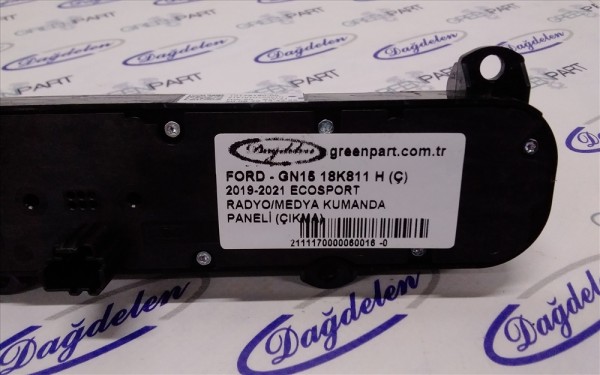 Dağdelen
GREENPART
Dağdelen greenpart.com.tr
FORD - GN15 18K811 H (Ç)
2019-2021 ECOSPORT
RADYO/MEDYA KUMANDA
PANELİ (ÇIKMA)
2111170000060016 -0
Dağdelen
Dağdelen